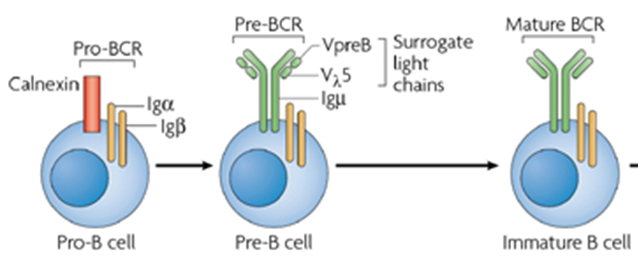 Pro-BCR
Calnexin
Igα
Igβ
Pro-B cell
Pre-BCR
VpreB
Vλ5
Igμ
Surrogate
light
chains
Pre-B cell
Mature BCR
Immature B cell